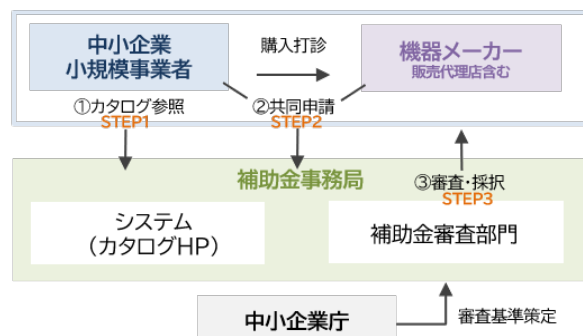 中小企業
小規模事業者
購入打診
機器メーカー
販売代理店含む
①カタログ参照
STEP1
②共同申請
STEP2
補助金事務局
③審査・採択
STEP3
システム
（カタログHP）
補助金審査部門
中小企業庁
審査基準策定